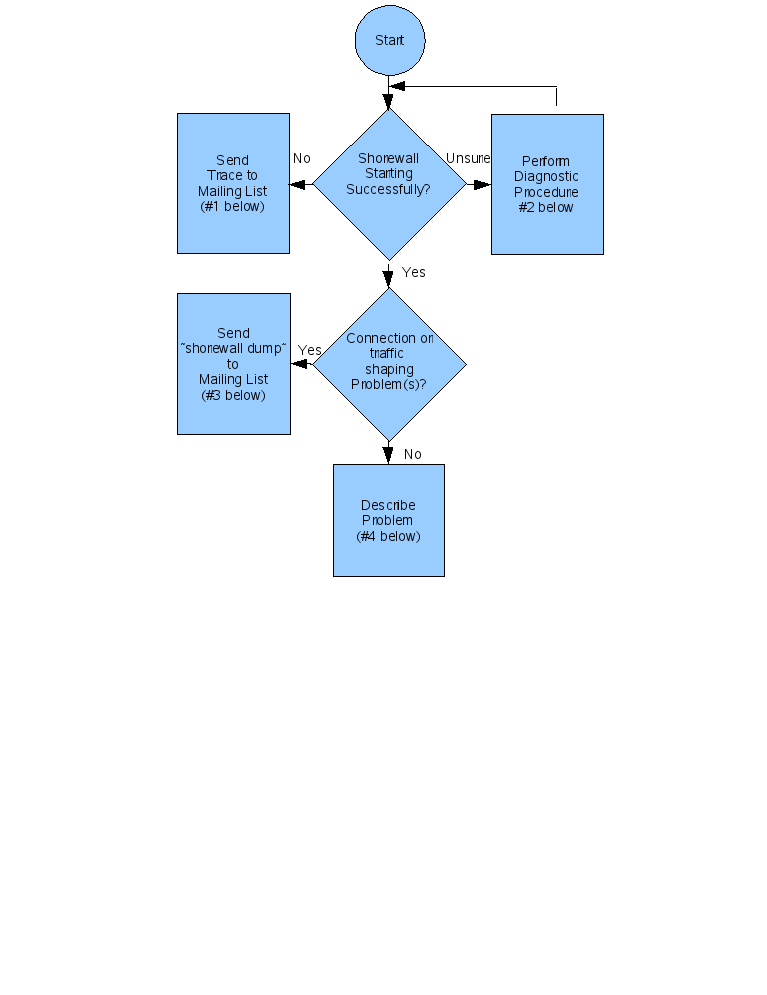 Start
No
Shorewall
Starting
Successfully?
Unsure
Send
Trace to
Mailing List
(#1 below)
Perform
Diagnostic
Procedure
#2 below
Yes
Send
"shorewall dump"
to
Mailing List
(#3 below)
Yes
Connection or
traffic
shaping
Problem(s)?
No
Describe
Problem
(#4 below)